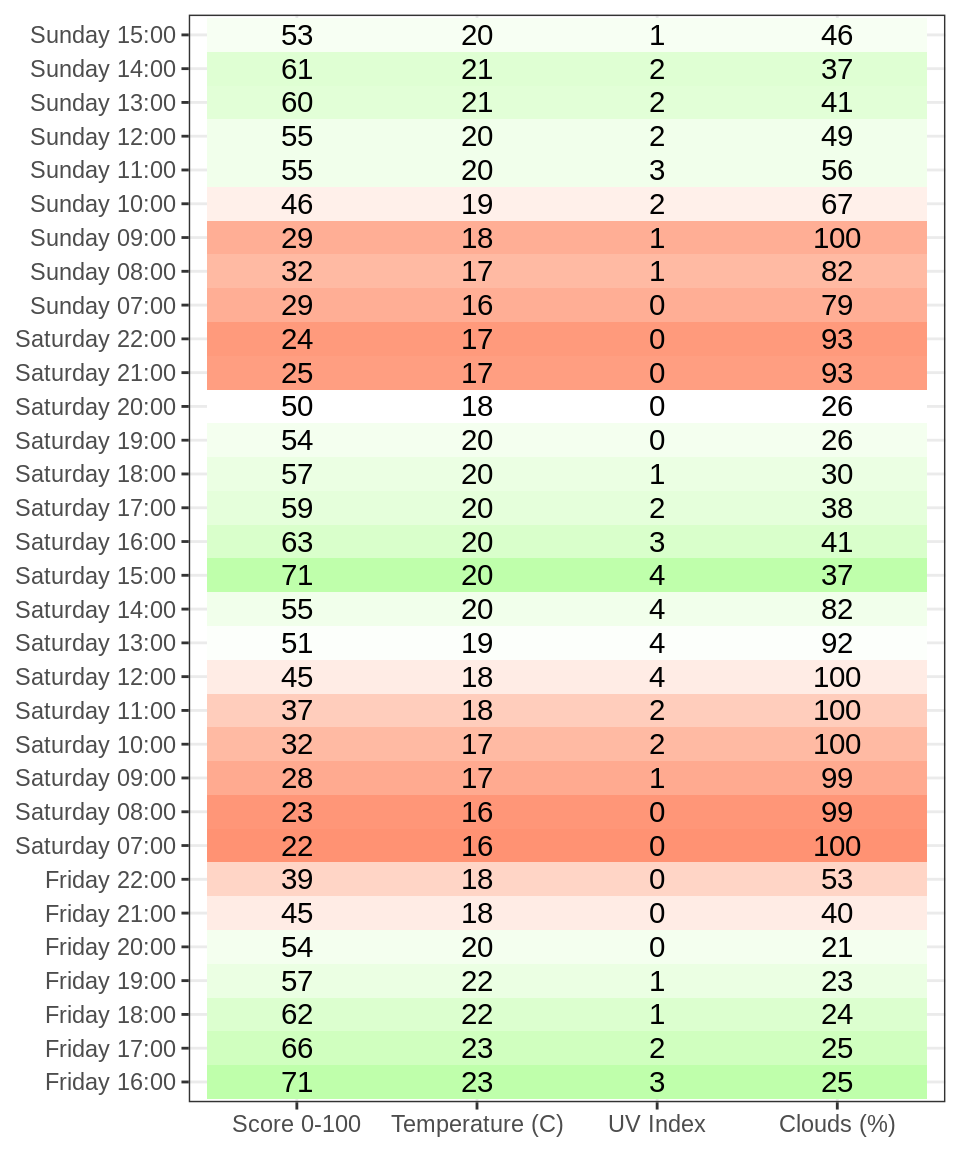 Sunday 15:00 53 20 1 46
Sunday 14:00 61 21 2 37
Sunday 13:00 60 21 2 41
Sunday 12:00 55 20 2 49
Sunday 11:00 55 20 3 56
Sunday 10:00 46 19 2 67
Sunday 09:00 29 18 1 100
Sunday 08:00 32 17 1 82
Sunday 07:00 29 16 0 79
Saturday 22:00 24 17 0 93
Saturday 21:00 25 17 0 93
Saturday 20:00 50 18 0 26
Saturday 19:00 54 20 0 26
Saturday 18:00 57 20 1 30
Saturday 17:00 59 20 2 38
Saturday 16:00 63 20 3 41
Saturday 15:00 71 20 4 37
Saturday 14:00 55 20 4 82
Saturday 13:00 51 19 4 92
Saturday 12:00 45 18 4 100
Saturday 11:00 37 18 2 100
Saturday 10:00 32 17 2 100
Saturday 09:00 28 17 1 99
Saturday 08:00 23 16 0 99
Saturday 07:00 22 16 0 100
Friday 22:00 39 18 0 53
Friday 21:00 45 18 0 40
Friday 20:00 54 20 0 21
Friday 19:00 57 22 1 23
Friday 18:00 62 22 1 24
Friday 17:00 66 23 2 25
Friday 16:00 71 23 3 25
Score 0-100 Temperature (C) UV Index Clouds (%)